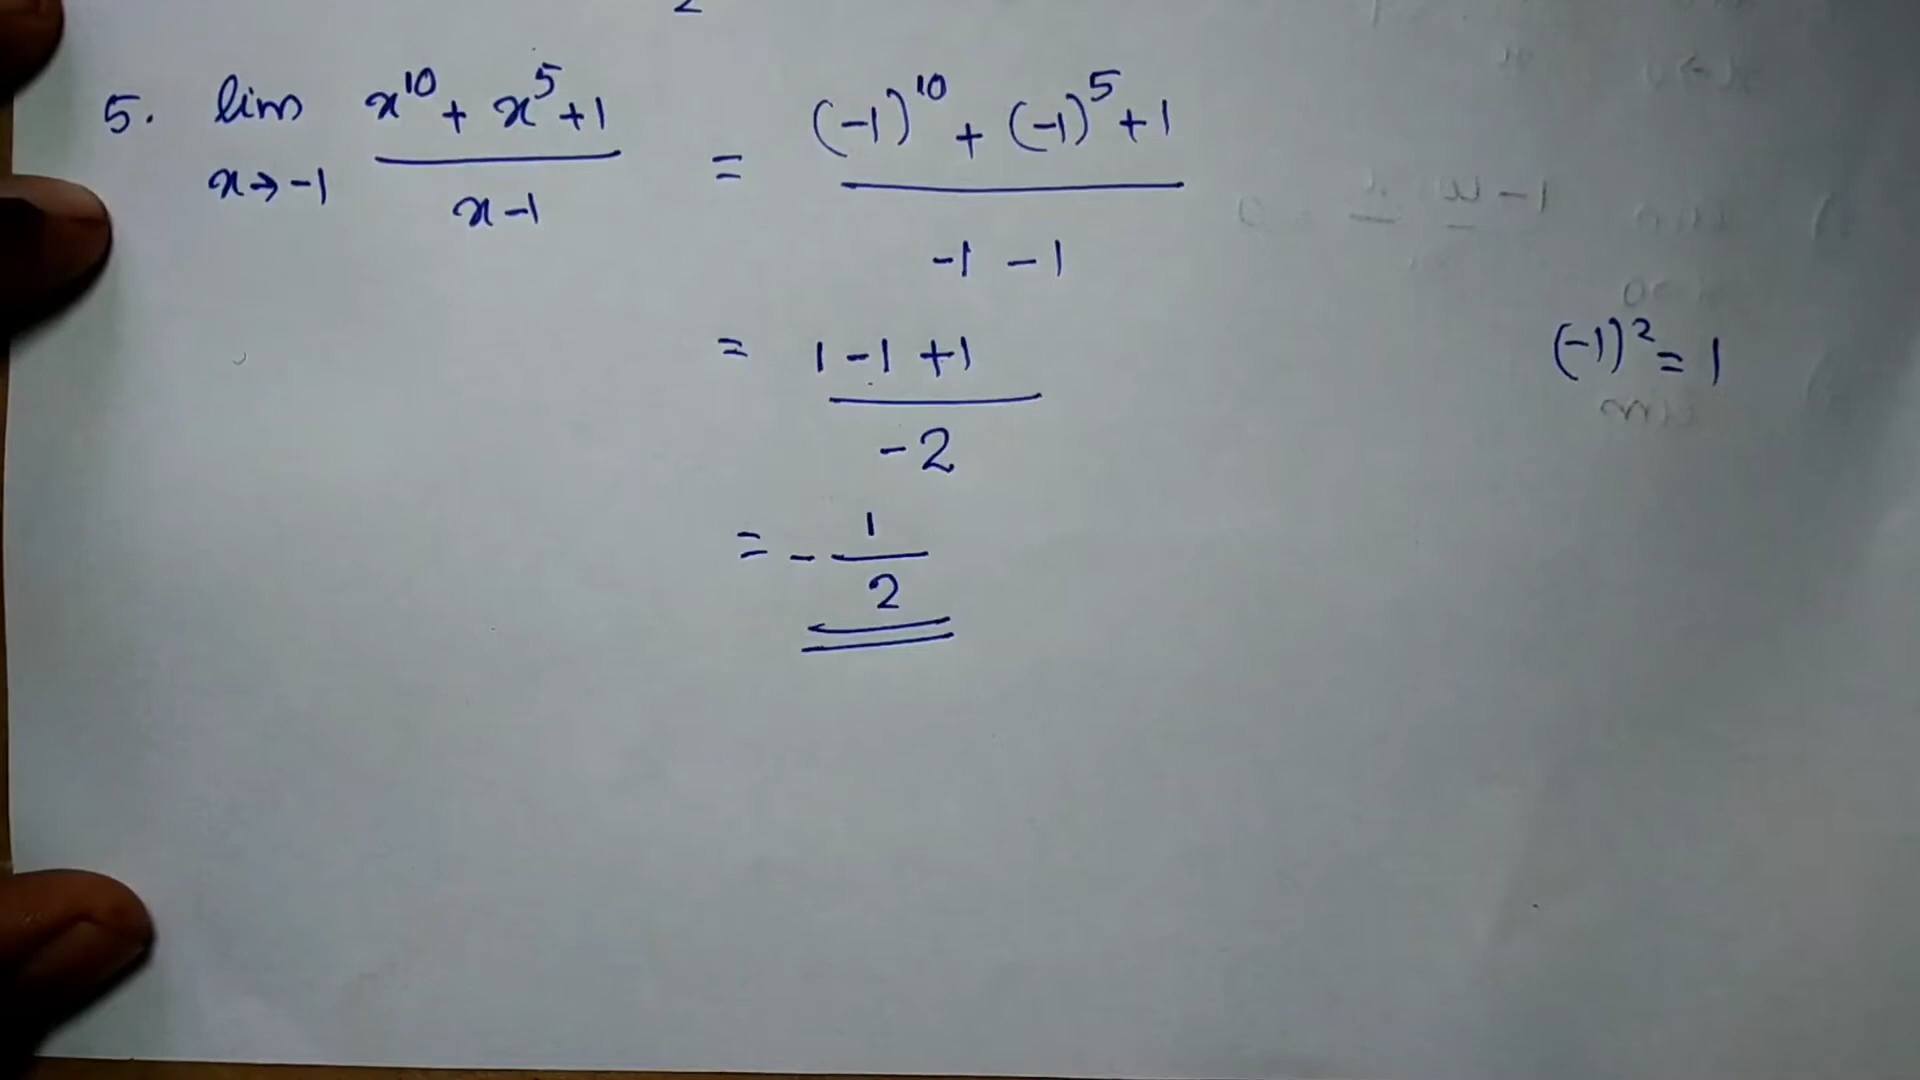 5. lim x→-1 (x^10 + x^5 + 1)/(x-1) = ((-1)^10 + (-1)^5 + 1)/(-1 - 1)
= (1 - 1 + 1)/(-2)
(-1)^2 = 1
= - 1/2